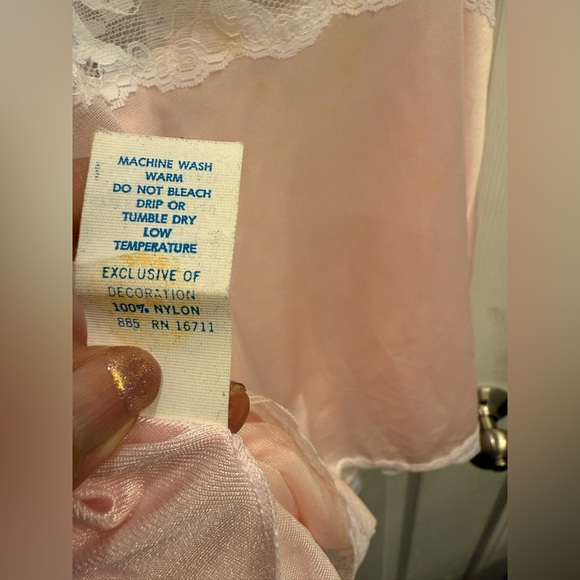 MACHINE WASH
WARM
DO NOT BLEACH
DRIP OR
TUMBLE DRY
LOW
TEMPERATURE
EXCLUSIVE OF
DECORATION
100% NYLON
885 RN 16711